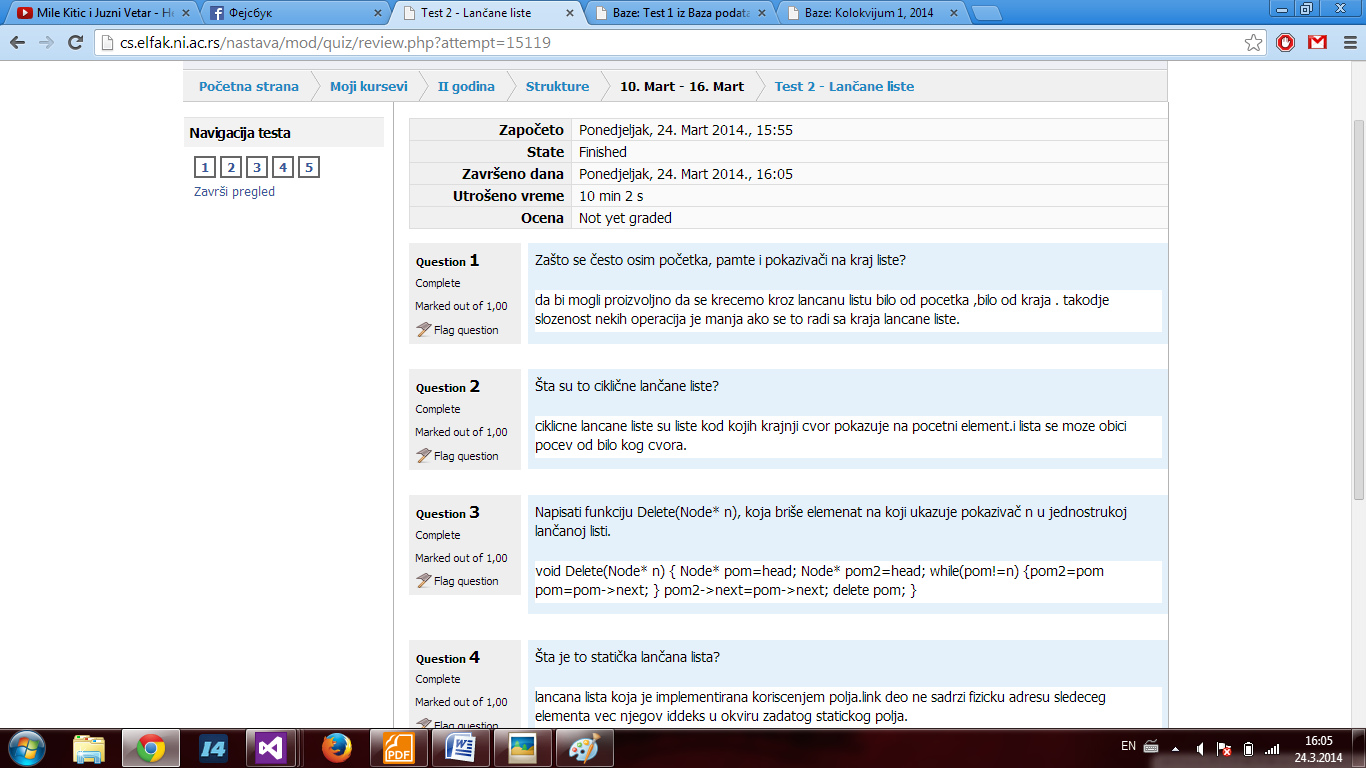 Mile Kitic i Juzni Vetar - He
Фејсбук
Test 2 - Lančane liste
Baze: Test 1 iz Baza podata
Baze: Kolokvijum 1, 2014
cs.elfak.ni.ac.rs/nastava/mod/quiz/review.php?attempt=15119
Početna strana
Moji kursevi
II godina
Strukture
10. Mart - 16. Mart
Test 2 - Lančane liste
Navigacija testa
1 2 3 4 5
Završi pregled
Započeto Ponedjeljak, 24. Mart 2014., 15:55
State Finished
Završeno dana Ponedjeljak, 24. Mart 2014., 16:05
Utrošeno vreme 10 min 2 s
Ocena Not yet graded
Question 1
Complete
Marked out of 1,00
Flag question
Zašto se često osim početka, pamte i pokazivači na kraj liste?
da bi mogli proizvoljno da se krecemo kroz lancanu listu bilo od pocetka ,bilo od kraja . takodje
slozenost nekih operacija je manja ako se to radi sa kraja lancane liste.
Question 2
Complete
Marked out of 1,00
Flag question
Šta su to ciklične lančane liste?
ciklicne lancane liste su liste kod kojih krajnji cvor pokazuje na pocetni element.i lista se moze obici
pocev od bilo kog cvora.
Question 3
Complete
Marked out of 1,00
Flag question
Napisati funkciju Delete(Node* n), koja briše elemenat na koji ukazuje pokazivač n u jednostrukoj
lančanoj listi.
void Delete(Node* n) { Node* pom=head; Node* pom2=head; while(pom!=n) {pom2=pom
pom=pom->next; } pom2->next=pom->next; delete pom; }
Question 4
Complete
Marked out of 1,00
Flag question
Šta je to statička lančana lista?
lancana lista koja je implementirana koriscenjem polja.link deo ne sadrzi fizicku adresu sledeceg
elementa vec njegov iddeks u okviru zadatog statickog polja.
14
PDF
W
EN
16:05
24.3.2014